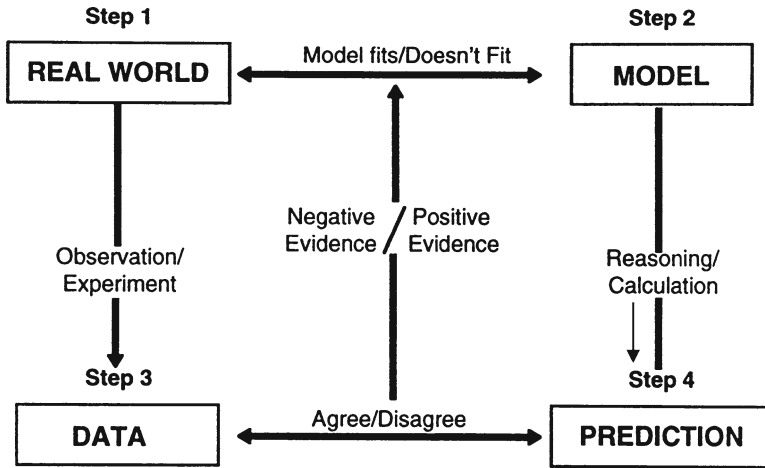 Step 1
Step 2
REAL WORLD
Model fits/Doesn't Fit
MODEL
Negative / Positive
Evidence Evidence
Observation/
Experiment
Reasoning/
Calculation
Step 3
Step 4
DATA
Agree/Disagree
PREDICTION